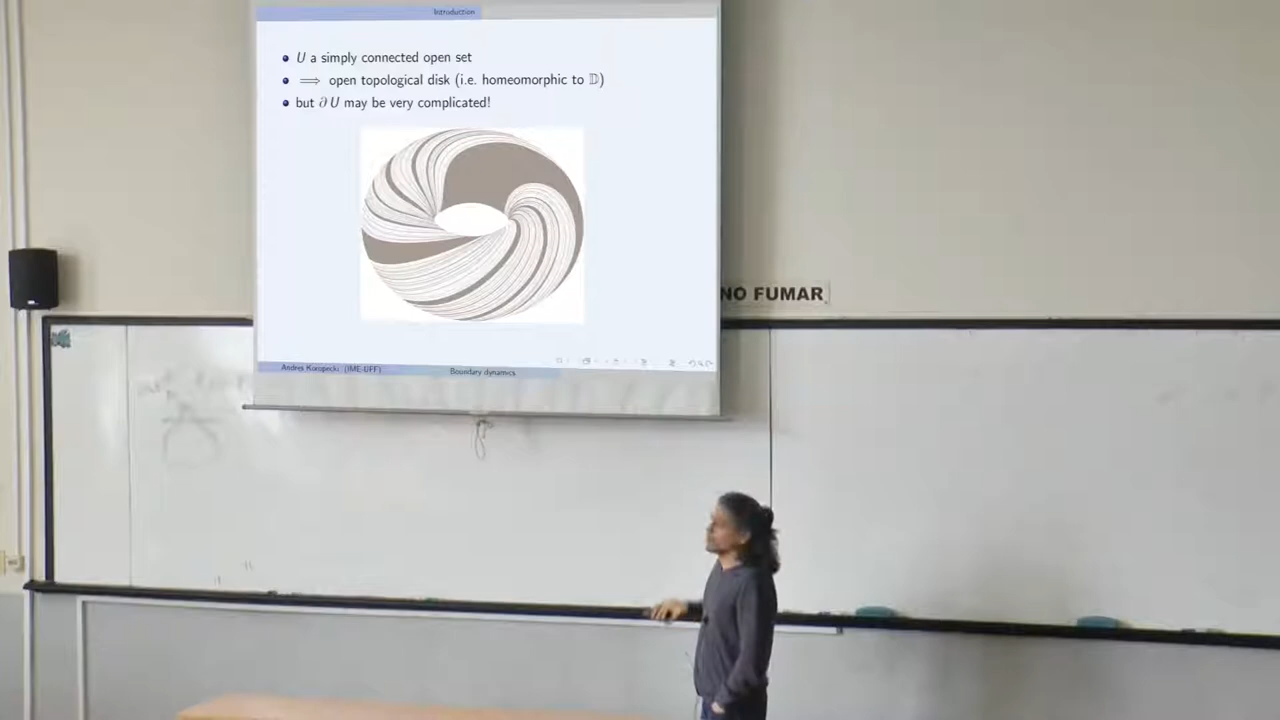 Introduction
• U a simply connected open set
• ⟹ open topological disk (i.e. homeomorphic to 𝔻)
• but ∂U may be very complicated!
NO FUMAR
Andres Koropecki (IME-UFF)
Boundary dynamics